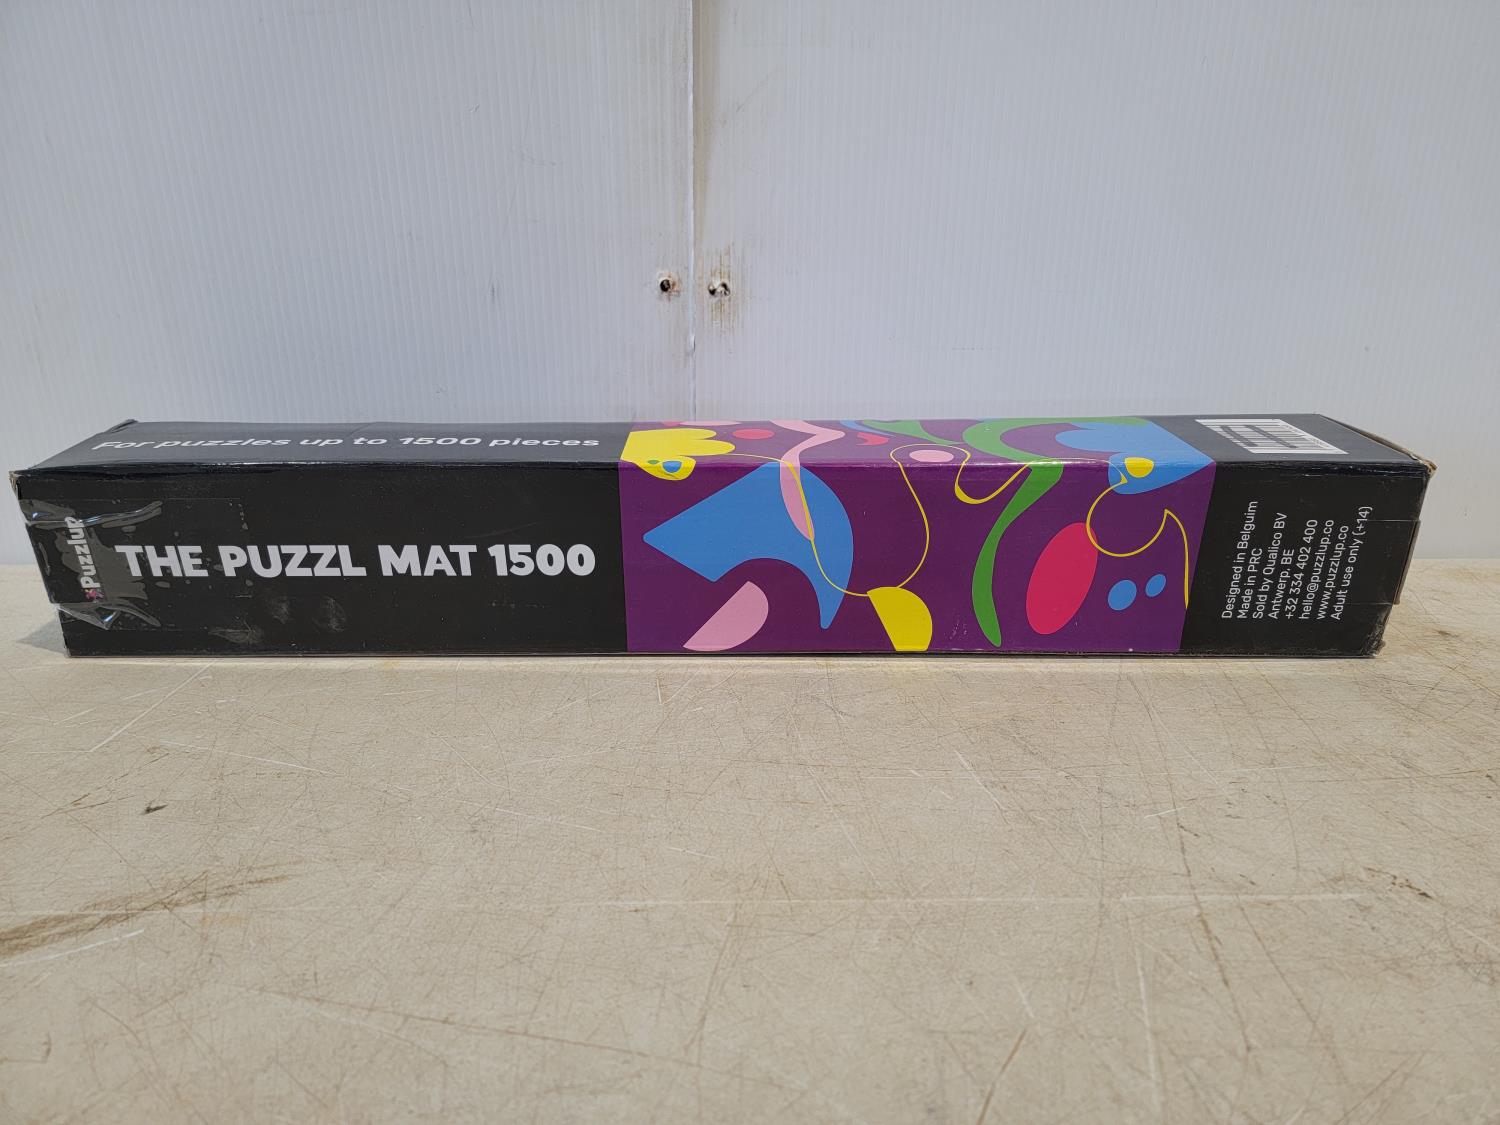 For puzzles up to 1500 pieces
Puzzlup
THE PUZZL MAT 1500
Designed in Belguim
Made in PRC
Sold by Qualico BV
Antwerp, BE
+32 334 402 400
hello@puzzlup.co
www.puzzlup.co
Adult use only (+14)